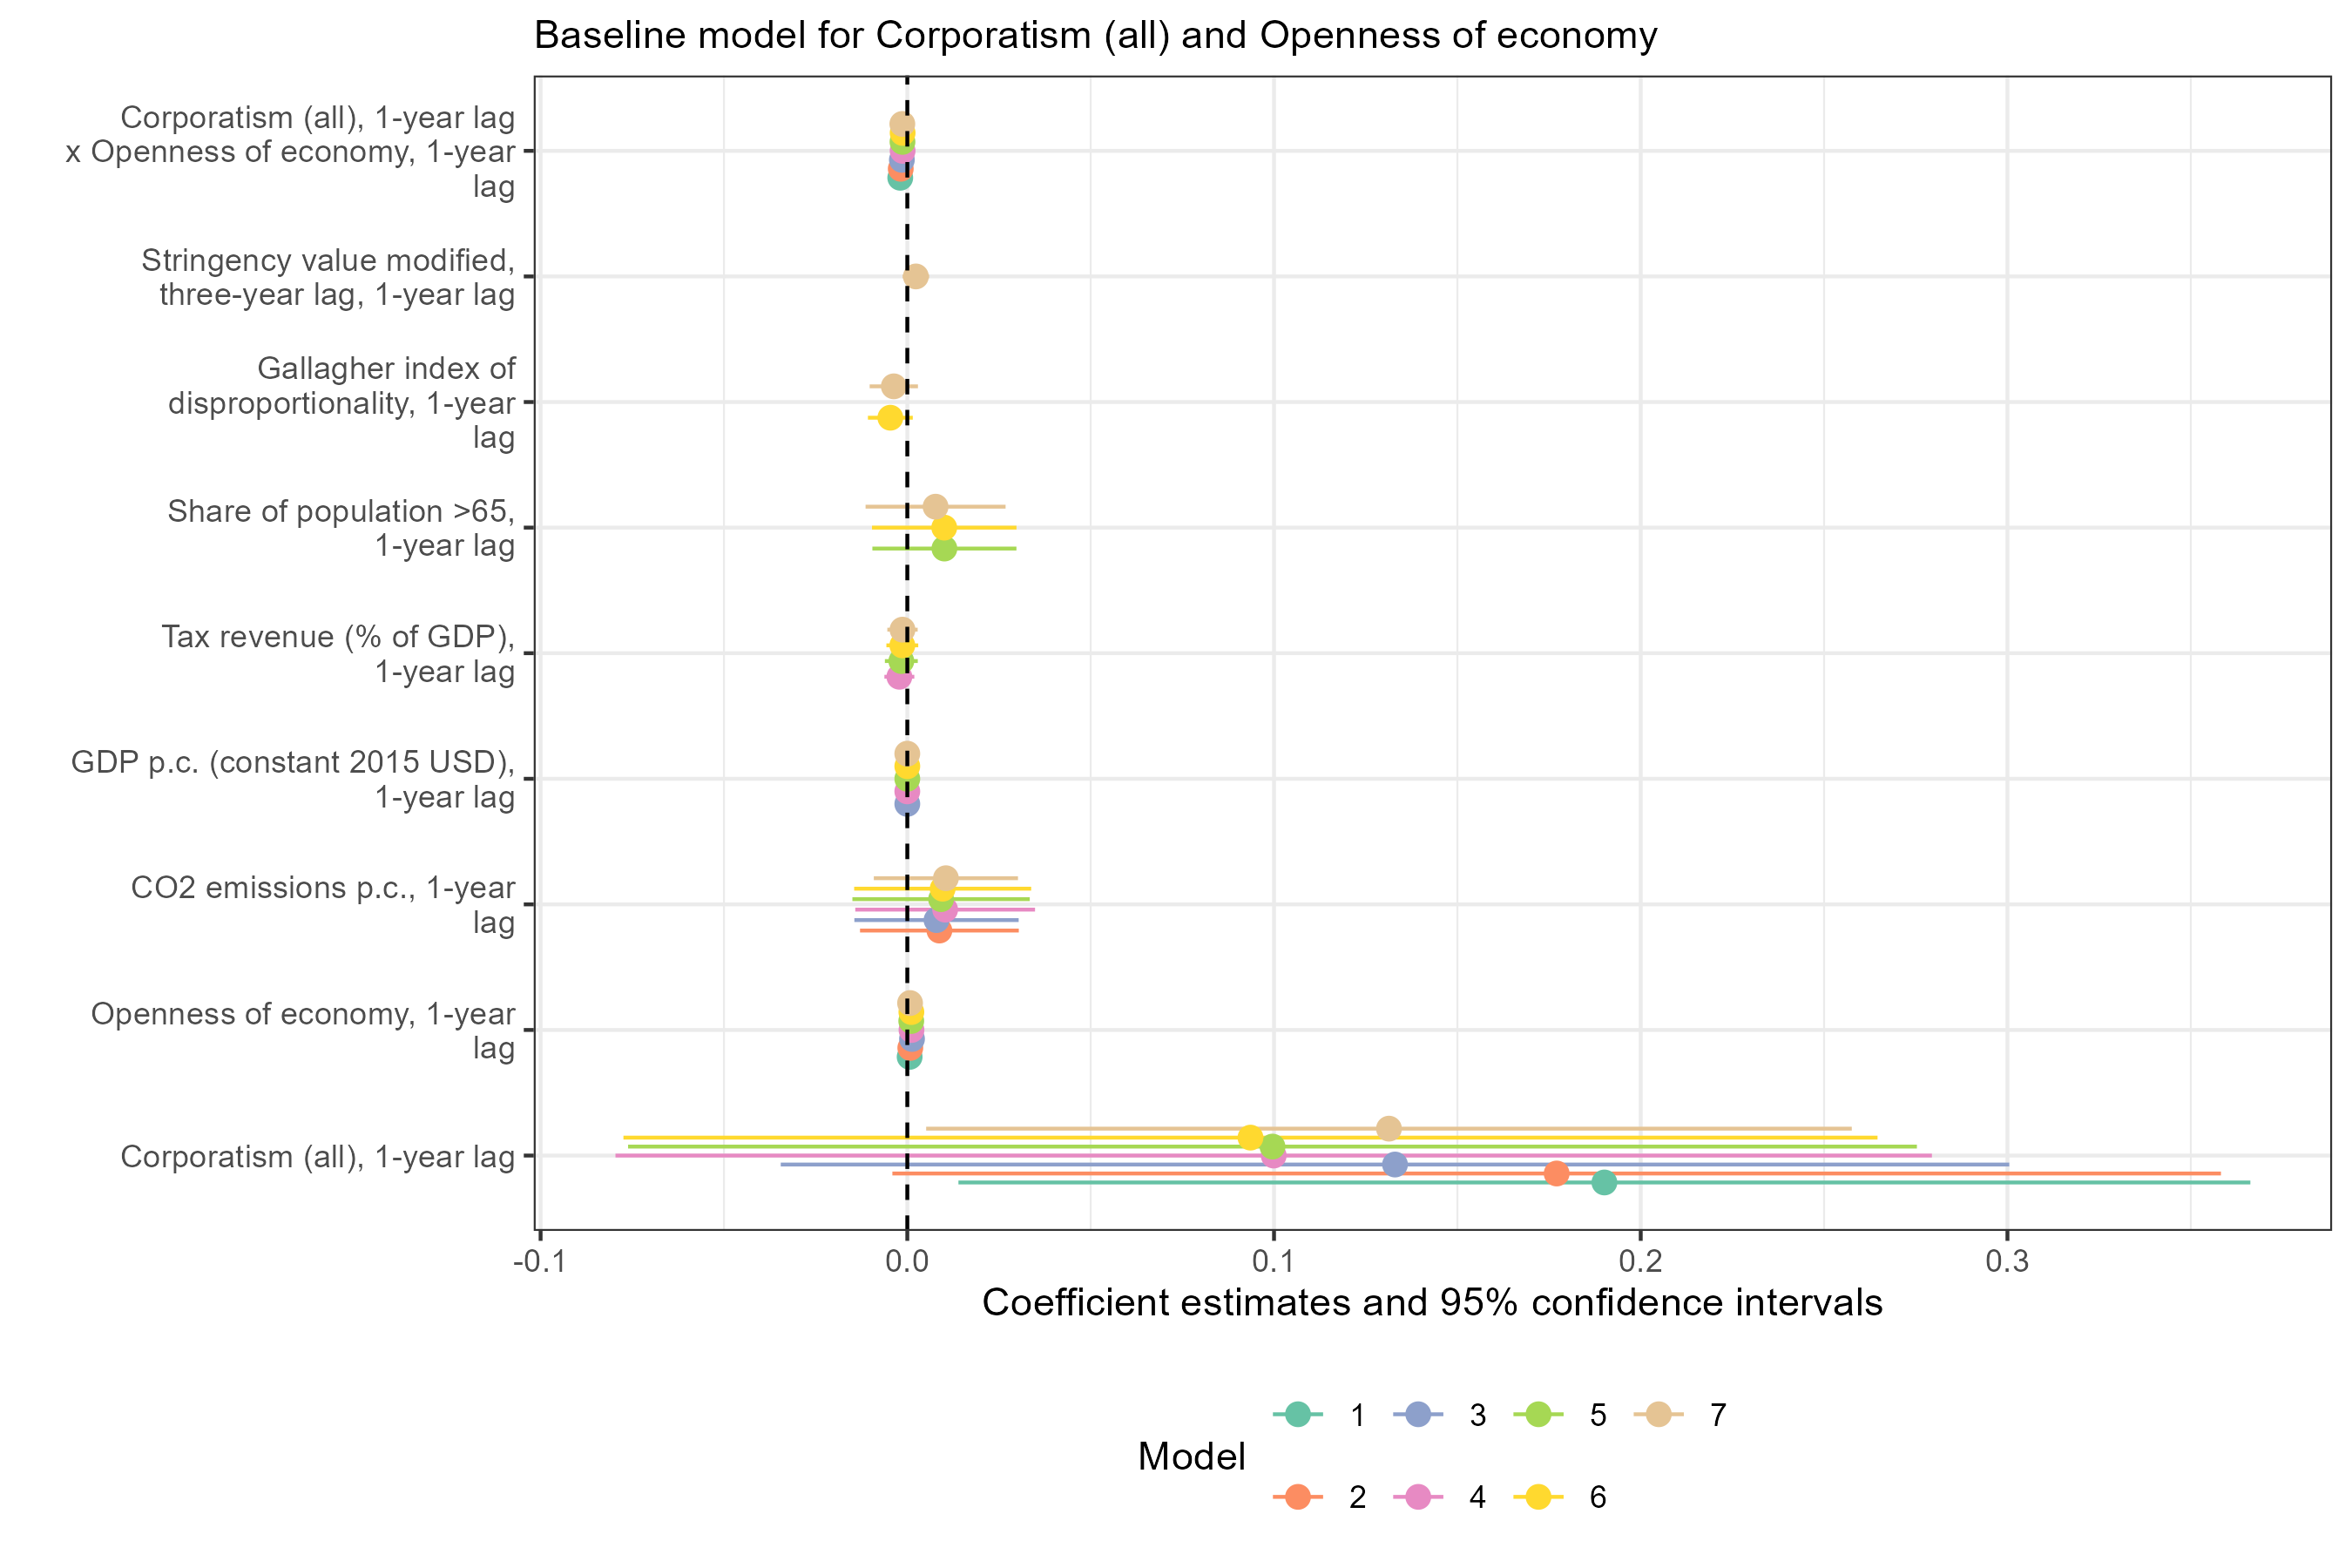 Baseline model for Corporatism (all) and Openness of economy
Corporatism (all), 1-year lag
x Openness of economy, 1-year
lag
Stringency value modified,
three-year lag, 1-year lag
Gallagher index of
disproportionality, 1-year
lag
Share of population >65,
1-year lag
Tax revenue (% of GDP),
1-year lag
GDP p.c. (constant 2015 USD),
1-year lag
CO2 emissions p.c., 1-year
lag
Openness of economy, 1-year
lag
Corporatism (all), 1-year lag
-0.1 0.0 0.1 0.2 0.3
Coefficient estimates and 95% confidence intervals
Model
1 3 5 7
2 4 6